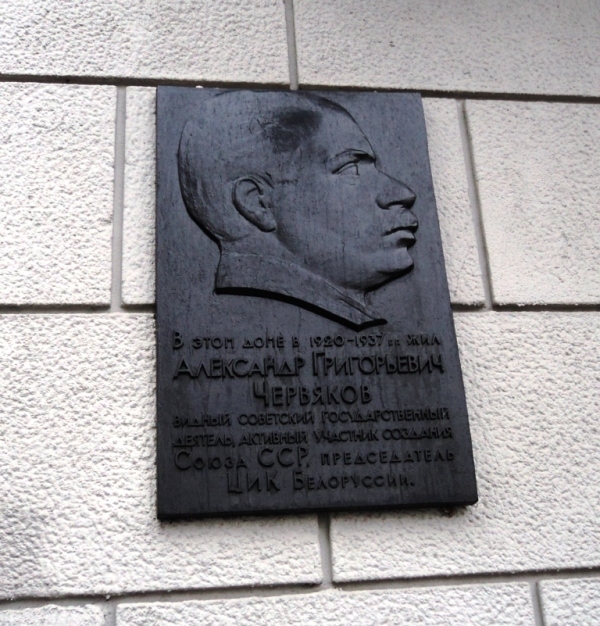 В этом доме в 1920-1937 г.г. жил
Александр Григорьевич
Червяков
видный советский государственный
деятель, активный участник создания
Союза ССР, председатель
ЦИК Белоруссии.